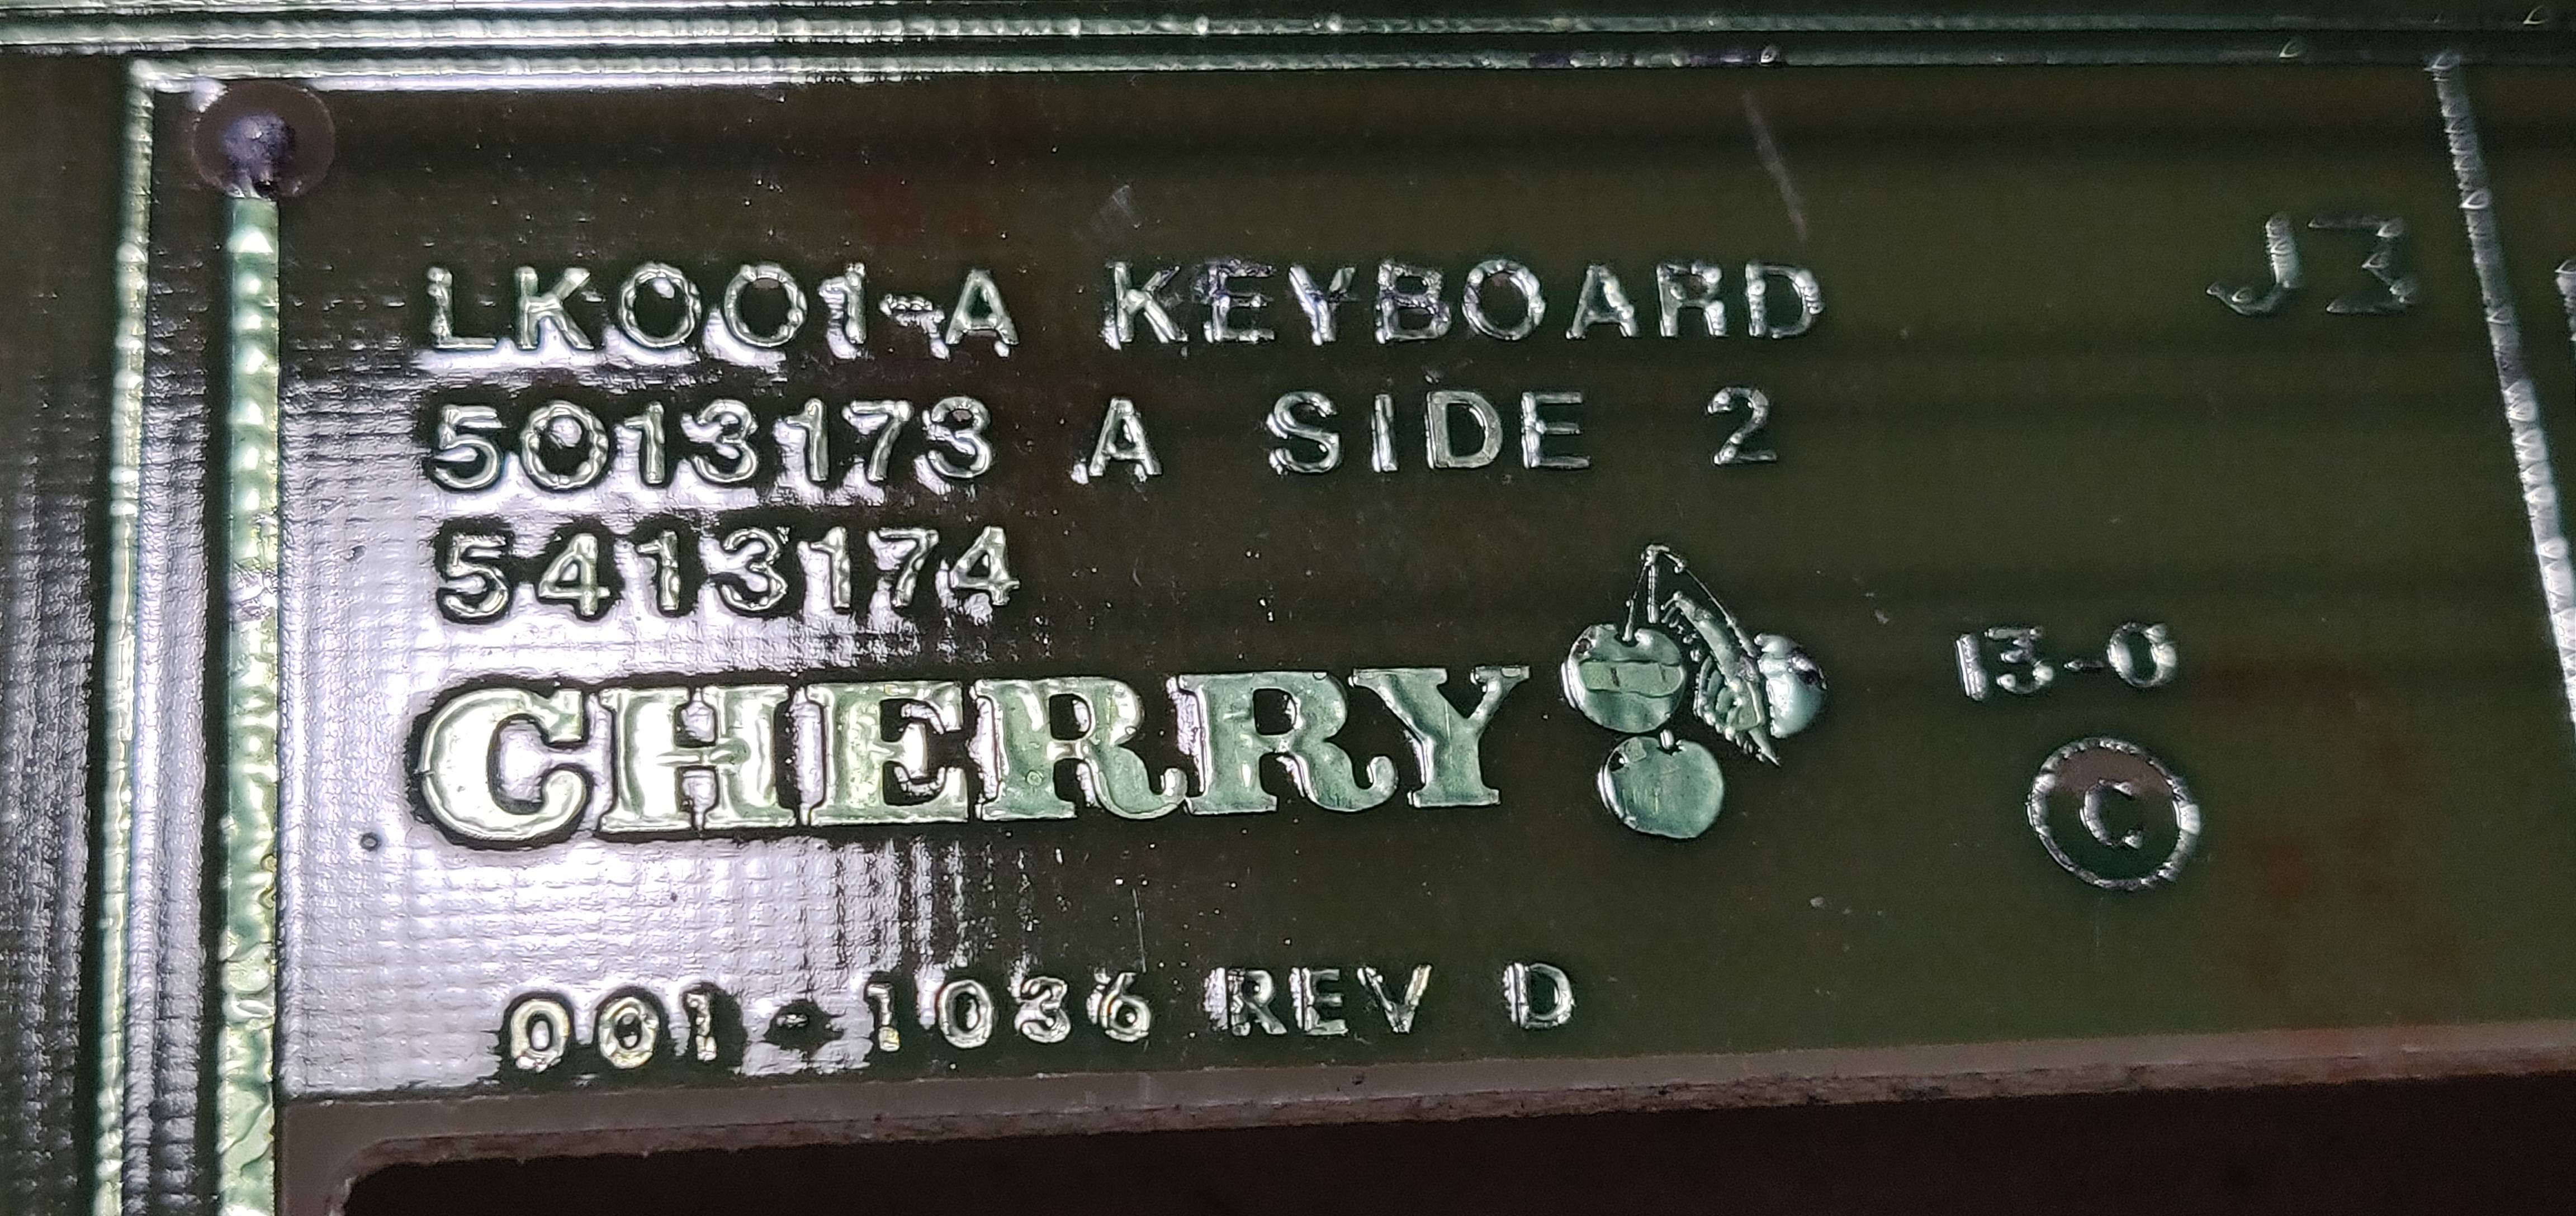 J3
LK001-A KEYBOARD
5013173 A SIDE 2
5413174
CHERRY
13-0
©
001-1036 REV D